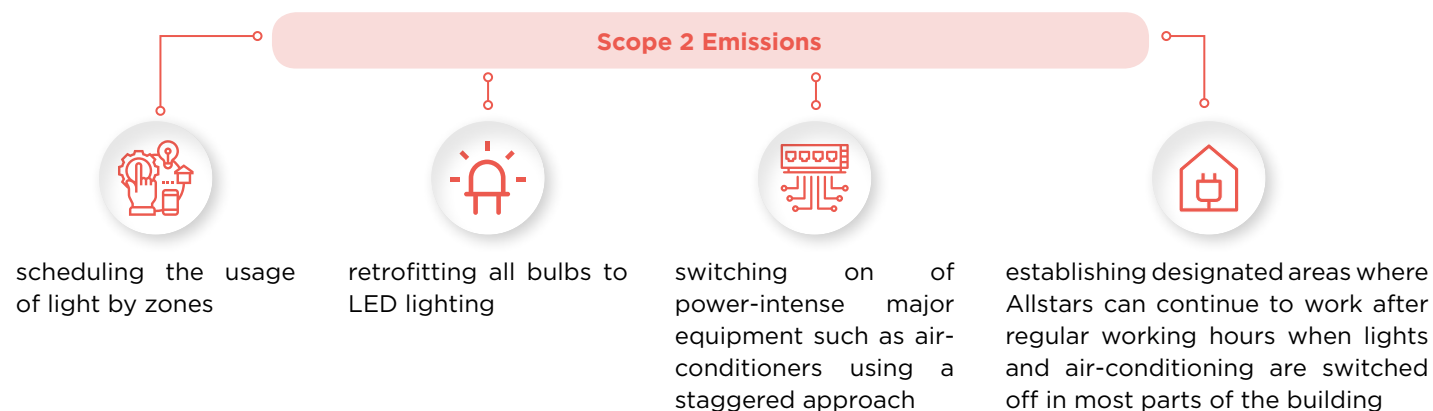 Scope 2 Emissions
scheduling the usage
of light by zones
retrofitting all bulbs to
LED lighting
switching on of
power-intense major
equipment such as air-
conditioners using a
staggered approach
establishing designated areas where
Allstars can continue to work after
regular working hours when lights
and air-conditioning are switched
off in most parts of the building